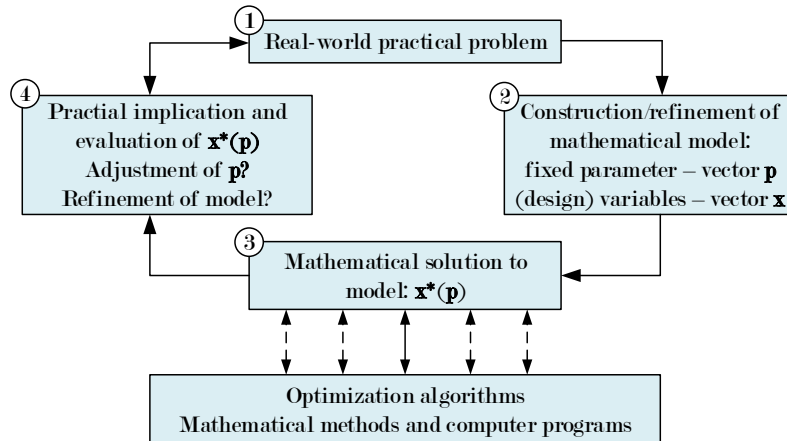 1
Real-world practical problem
4
Practial implication and
evaluation of x*(p)
Adjustment of p?
Refinement of model?
2
Construction/refinement of
mathematical model:
fixed parameter – vector p
(design) variables – vector x
3
Mathematical solution to
model: x*(p)
Optimization algorithms
Mathematical methods and computer programs